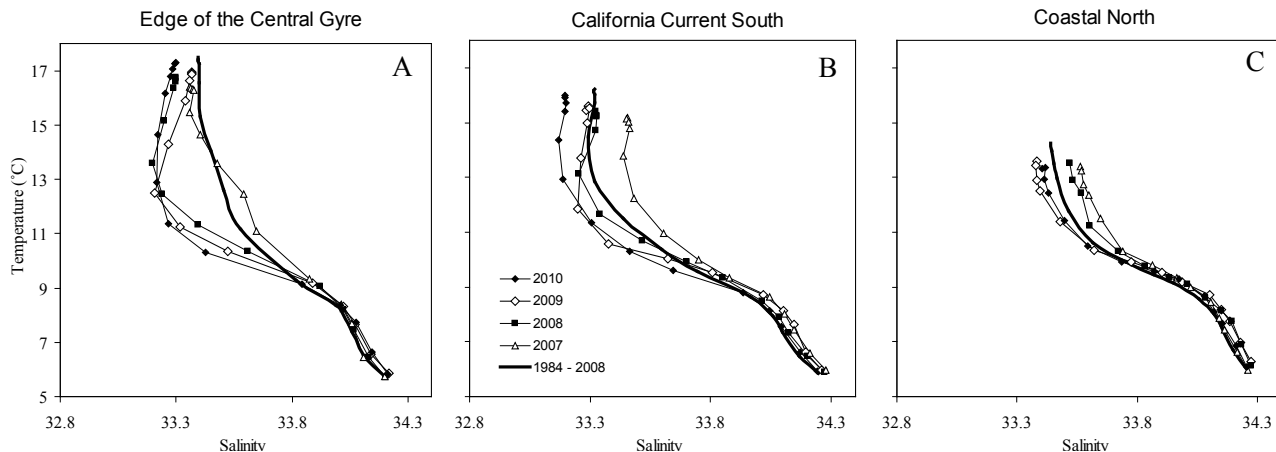 Edge of the Central Gyre
California Current South
Coastal North
A
B
C
Temperature (˚C)
17
15
13
11
9
7
5
2010
2009
2008
2007
1984 - 2008
32.8 33.3 33.8 34.3
32.8 33.3 33.8 34.3
32.8 33.3 33.8 34.3
Salinity
Salinity
Salinity